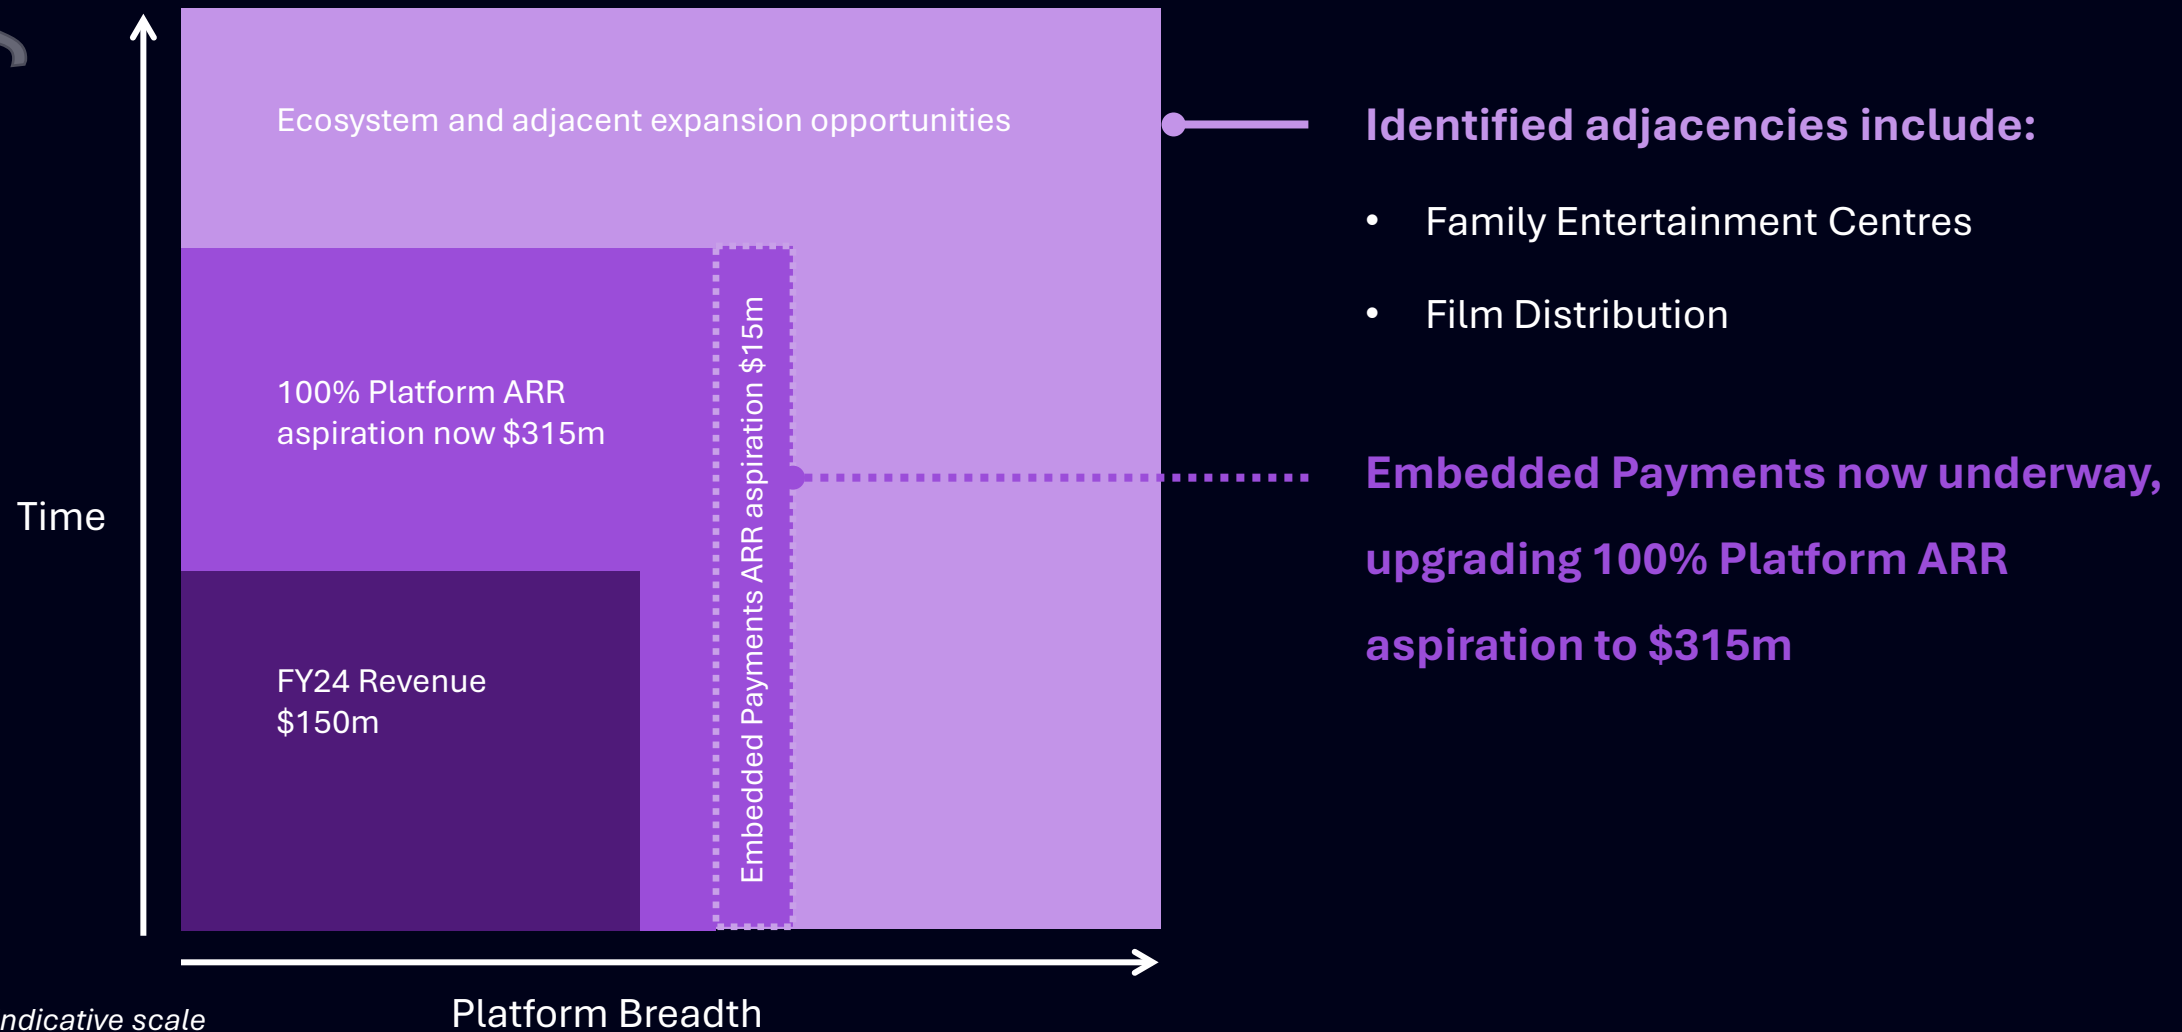 Ecosystem and adjacent expansion opportunities
100% Platform ARR
aspiration now $315m
Embedded Payments ARR aspiration $15m
FY24 Revenue
$150m
Time
Platform Breadth
ndicative scale
Identified adjacencies include:
• Family Entertainment Centres
• Film Distribution
Embedded Payments now underway,
upgrading 100% Platform ARR
aspiration to $315m